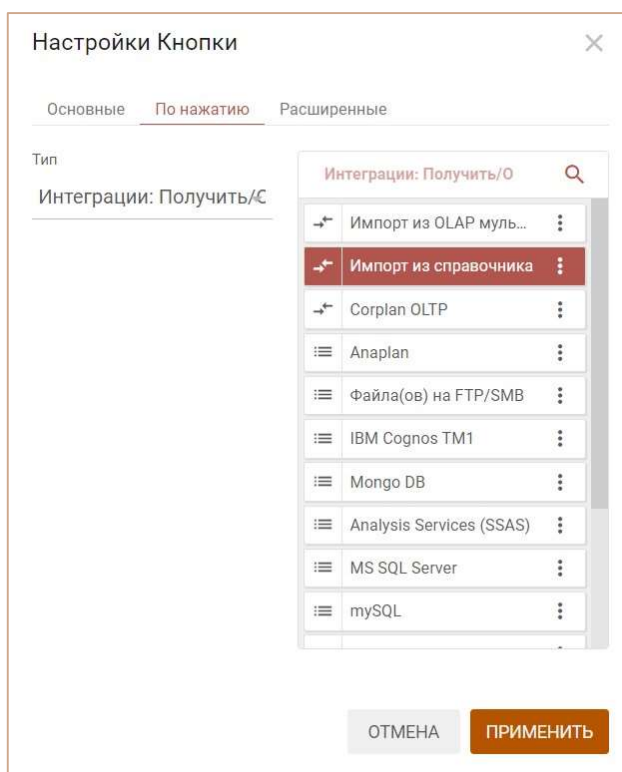 Настройки Кнопки
Основные По нажатию Расширенные
Тип
Интеграции: Получить/О
Интеграции: Получить/О
Импорт из OLAP муль...
Импорт из справочника
Corplan OLTP
Anaplan
Файла(ов) на FTP/SMB
IBM Cognos TM1
Mongo DB
Analysis Services (SSAS)
MS SQL Server
mySQL
ОТМЕНА ПРИМЕНИТЬ